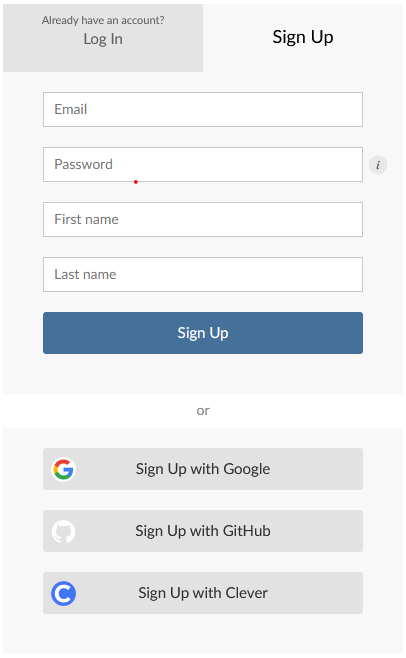 Already have an account?
Log In
Sign Up
Email
Password
i
First name
Last name
Sign Up
or
Sign Up with Google
Sign Up with GitHub
Sign Up with Clever